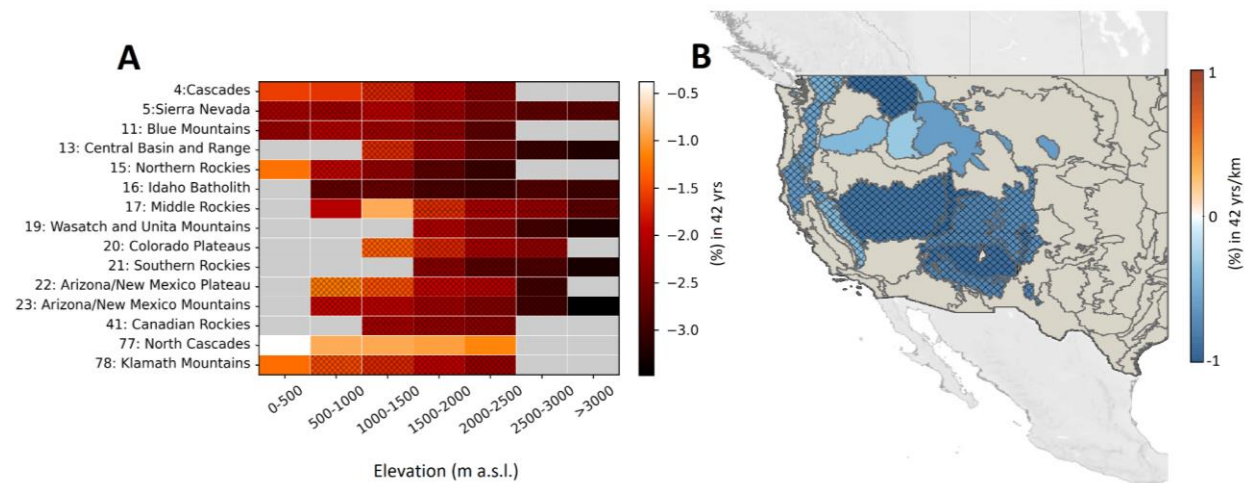 A
4:Cascades
5:Sierra Nevada
11: Blue Mountains
13: Central Basin and Range
15: Northern Rockies
16: Idaho Batholith
17: Middle Rockies
19: Wasatch and Unita Mountains
20: Colorado Plateaus
21: Southern Rockies
22: Arizona/New Mexico Plateau
23: Arizona/New Mexico Mountains
41: Canadian Rockies
77: North Cascades
78: Klamath Mountains
0-500
500-1000
1000-1500
1500-2000
2000-2500
2500-3000
>3000
Elevation (m a.s.l.)
−0.5
−1.0
−1.5
−2.0
−2.5
−3.0
(%) in 42 yrs
B
1
0
-1
(%) in 42 yrs/km